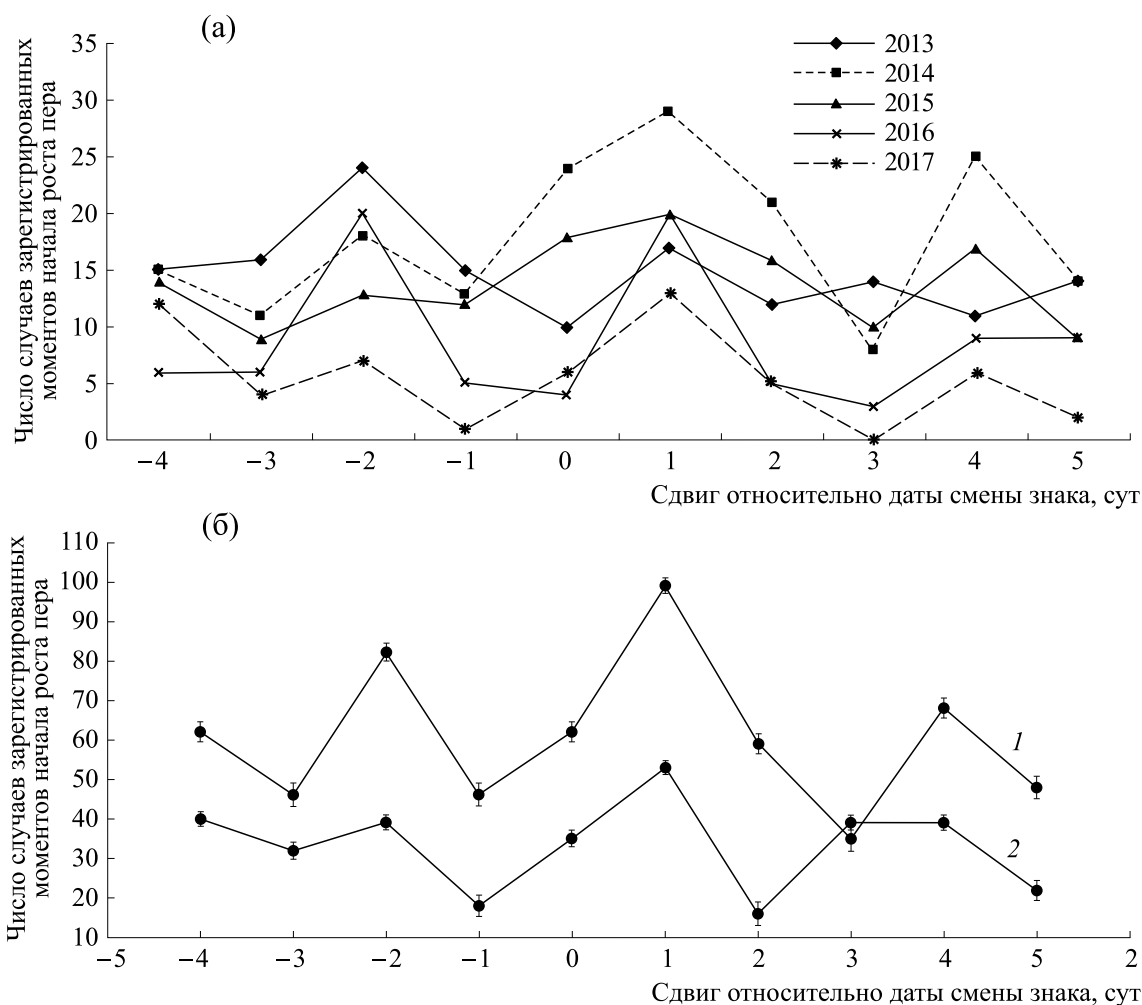 (а)
Число случаев зарегистрированных
моментов начала роста пера
35
30
25
20
15
10
5
0
2013
2014
2015
2016
2017
−4 −3 −2 −1 0 1 2 3 4 5
Сдвиг относительно даты смены знака, сут
(б)
Число случаев зарегистрированных
моментов начала роста пера
110
100
90
80
70
60
50
40
30
20
10
1
2
−5 −4 −3 −2 −1 0 1 2 3 4 5 2
Сдвиг относительно даты смены знака, сут